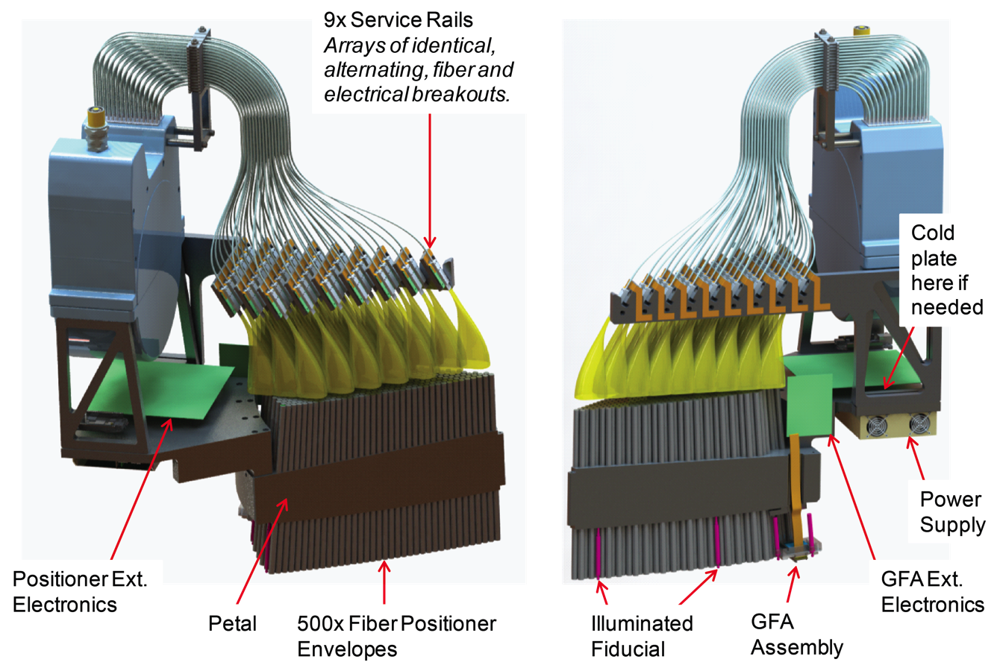 9x Service Rails
Arrays of identical,
alternating, fiber and
electrical breakouts.
Cold
plate
here if
needed
Power
Supply
GFA Ext.
Electronics
Positioner Ext.
Electronics
Petal
500x Fiber Positioner
Envelopes
Illuminated
Fiducial
GFA
Assembly